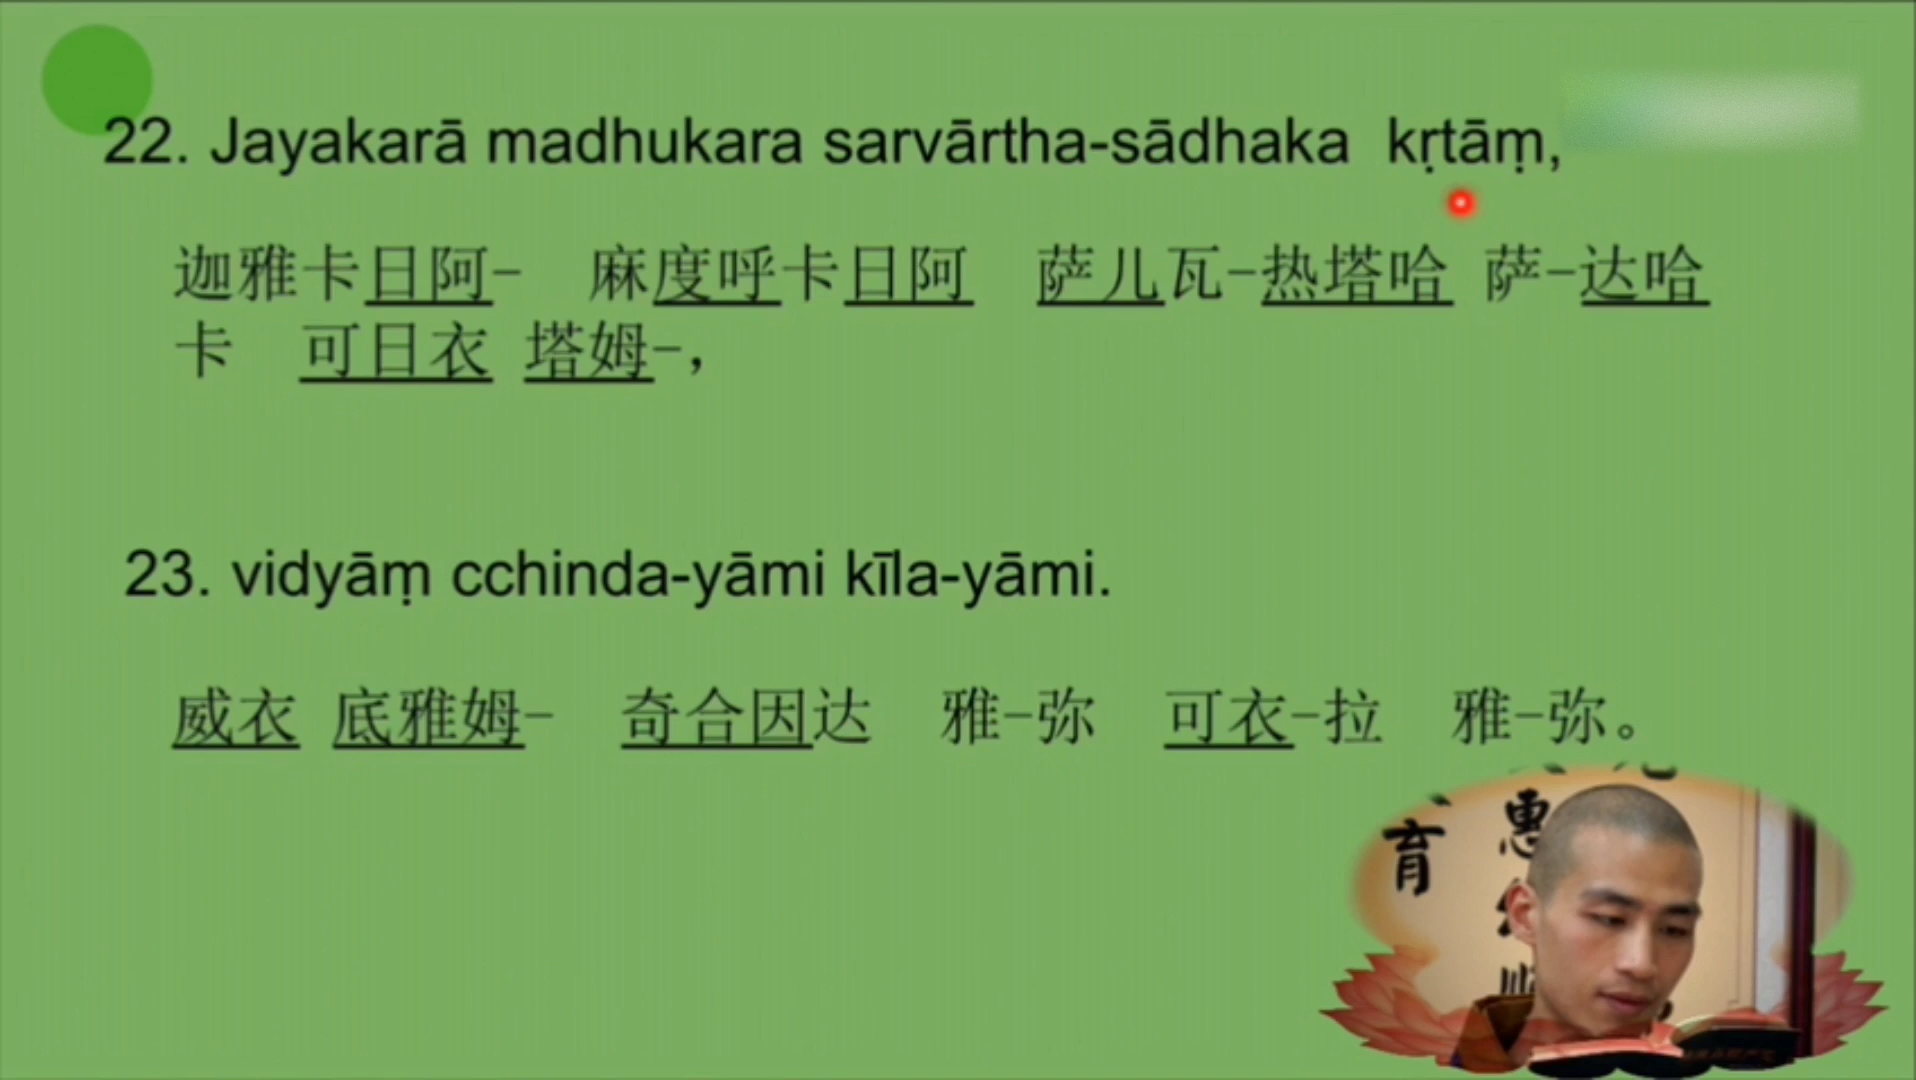 22. Jayakarā madhukara sarvārtha-sādhaka kṛtāṃ,
迦雅卡日阿- 麻度呼卡日阿 萨儿瓦-热塔哈 萨-达哈
卡 可日衣 塔姆-，
23. vidyāṃ cchinda-yāmi kīla-yāmi.
威衣 底雅姆- 奇合因达 雅-弥 可衣-拉 雅-弥。
育